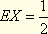 EX = 1/2